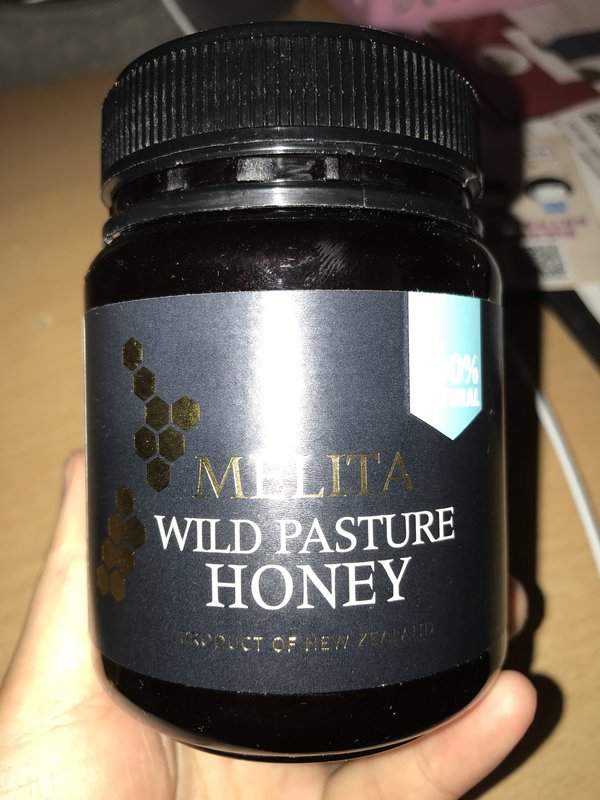 MELITA
WILD PASTURE
HONEY
PRODUCT OF NEW ZEALAND